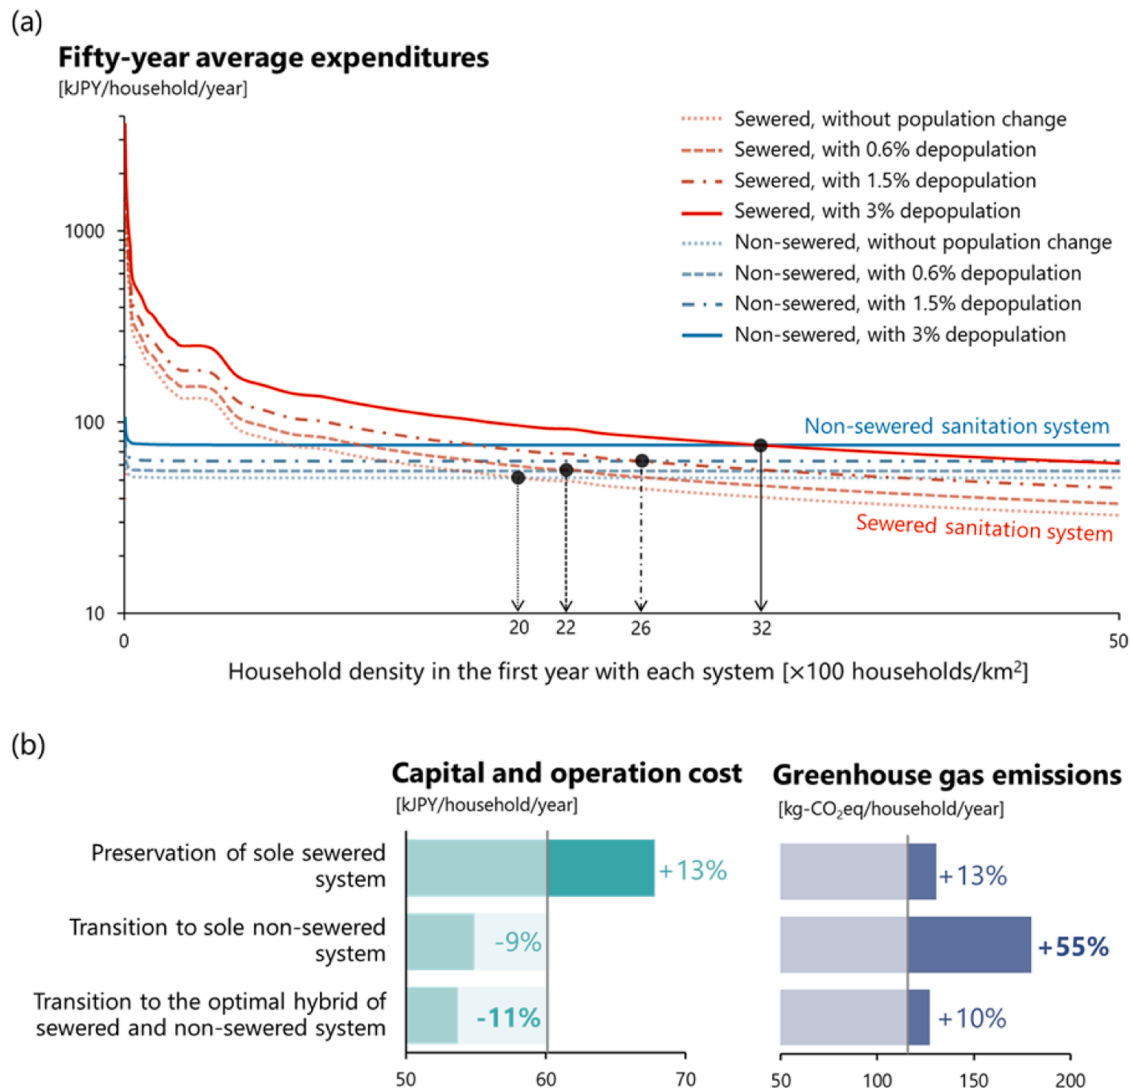 (a)
Fifty-year average expenditures
[kJPY/household/year]
Sewered, without population change
Sewered, with 0.6% depopulation
Sewered, with 1.5% depopulation
Sewered, with 3% depopulation
Non-sewered, without population change
Non-sewered, with 0.6% depopulation
Non-sewered, with 1.5% depopulation
Non-sewered, with 3% depopulation
1000
100
10
Non-sewered sanitation system
Sewered sanitation system
0
20
22
26
32
50
Household density in the first year with each system [×100 households/km²]
(b)
Capital and operation cost
[kJPY/household/year]
Greenhouse gas emissions
[kg-CO₂eq/household/year]
Preservation of sole sewered
system
+13%
+13%
Transition to sole non-sewered
system
-9%
+55%
Transition to the optimal hybrid of
sewered and non-sewered system
-11%
+10%
50
60
70
50
100
150
200